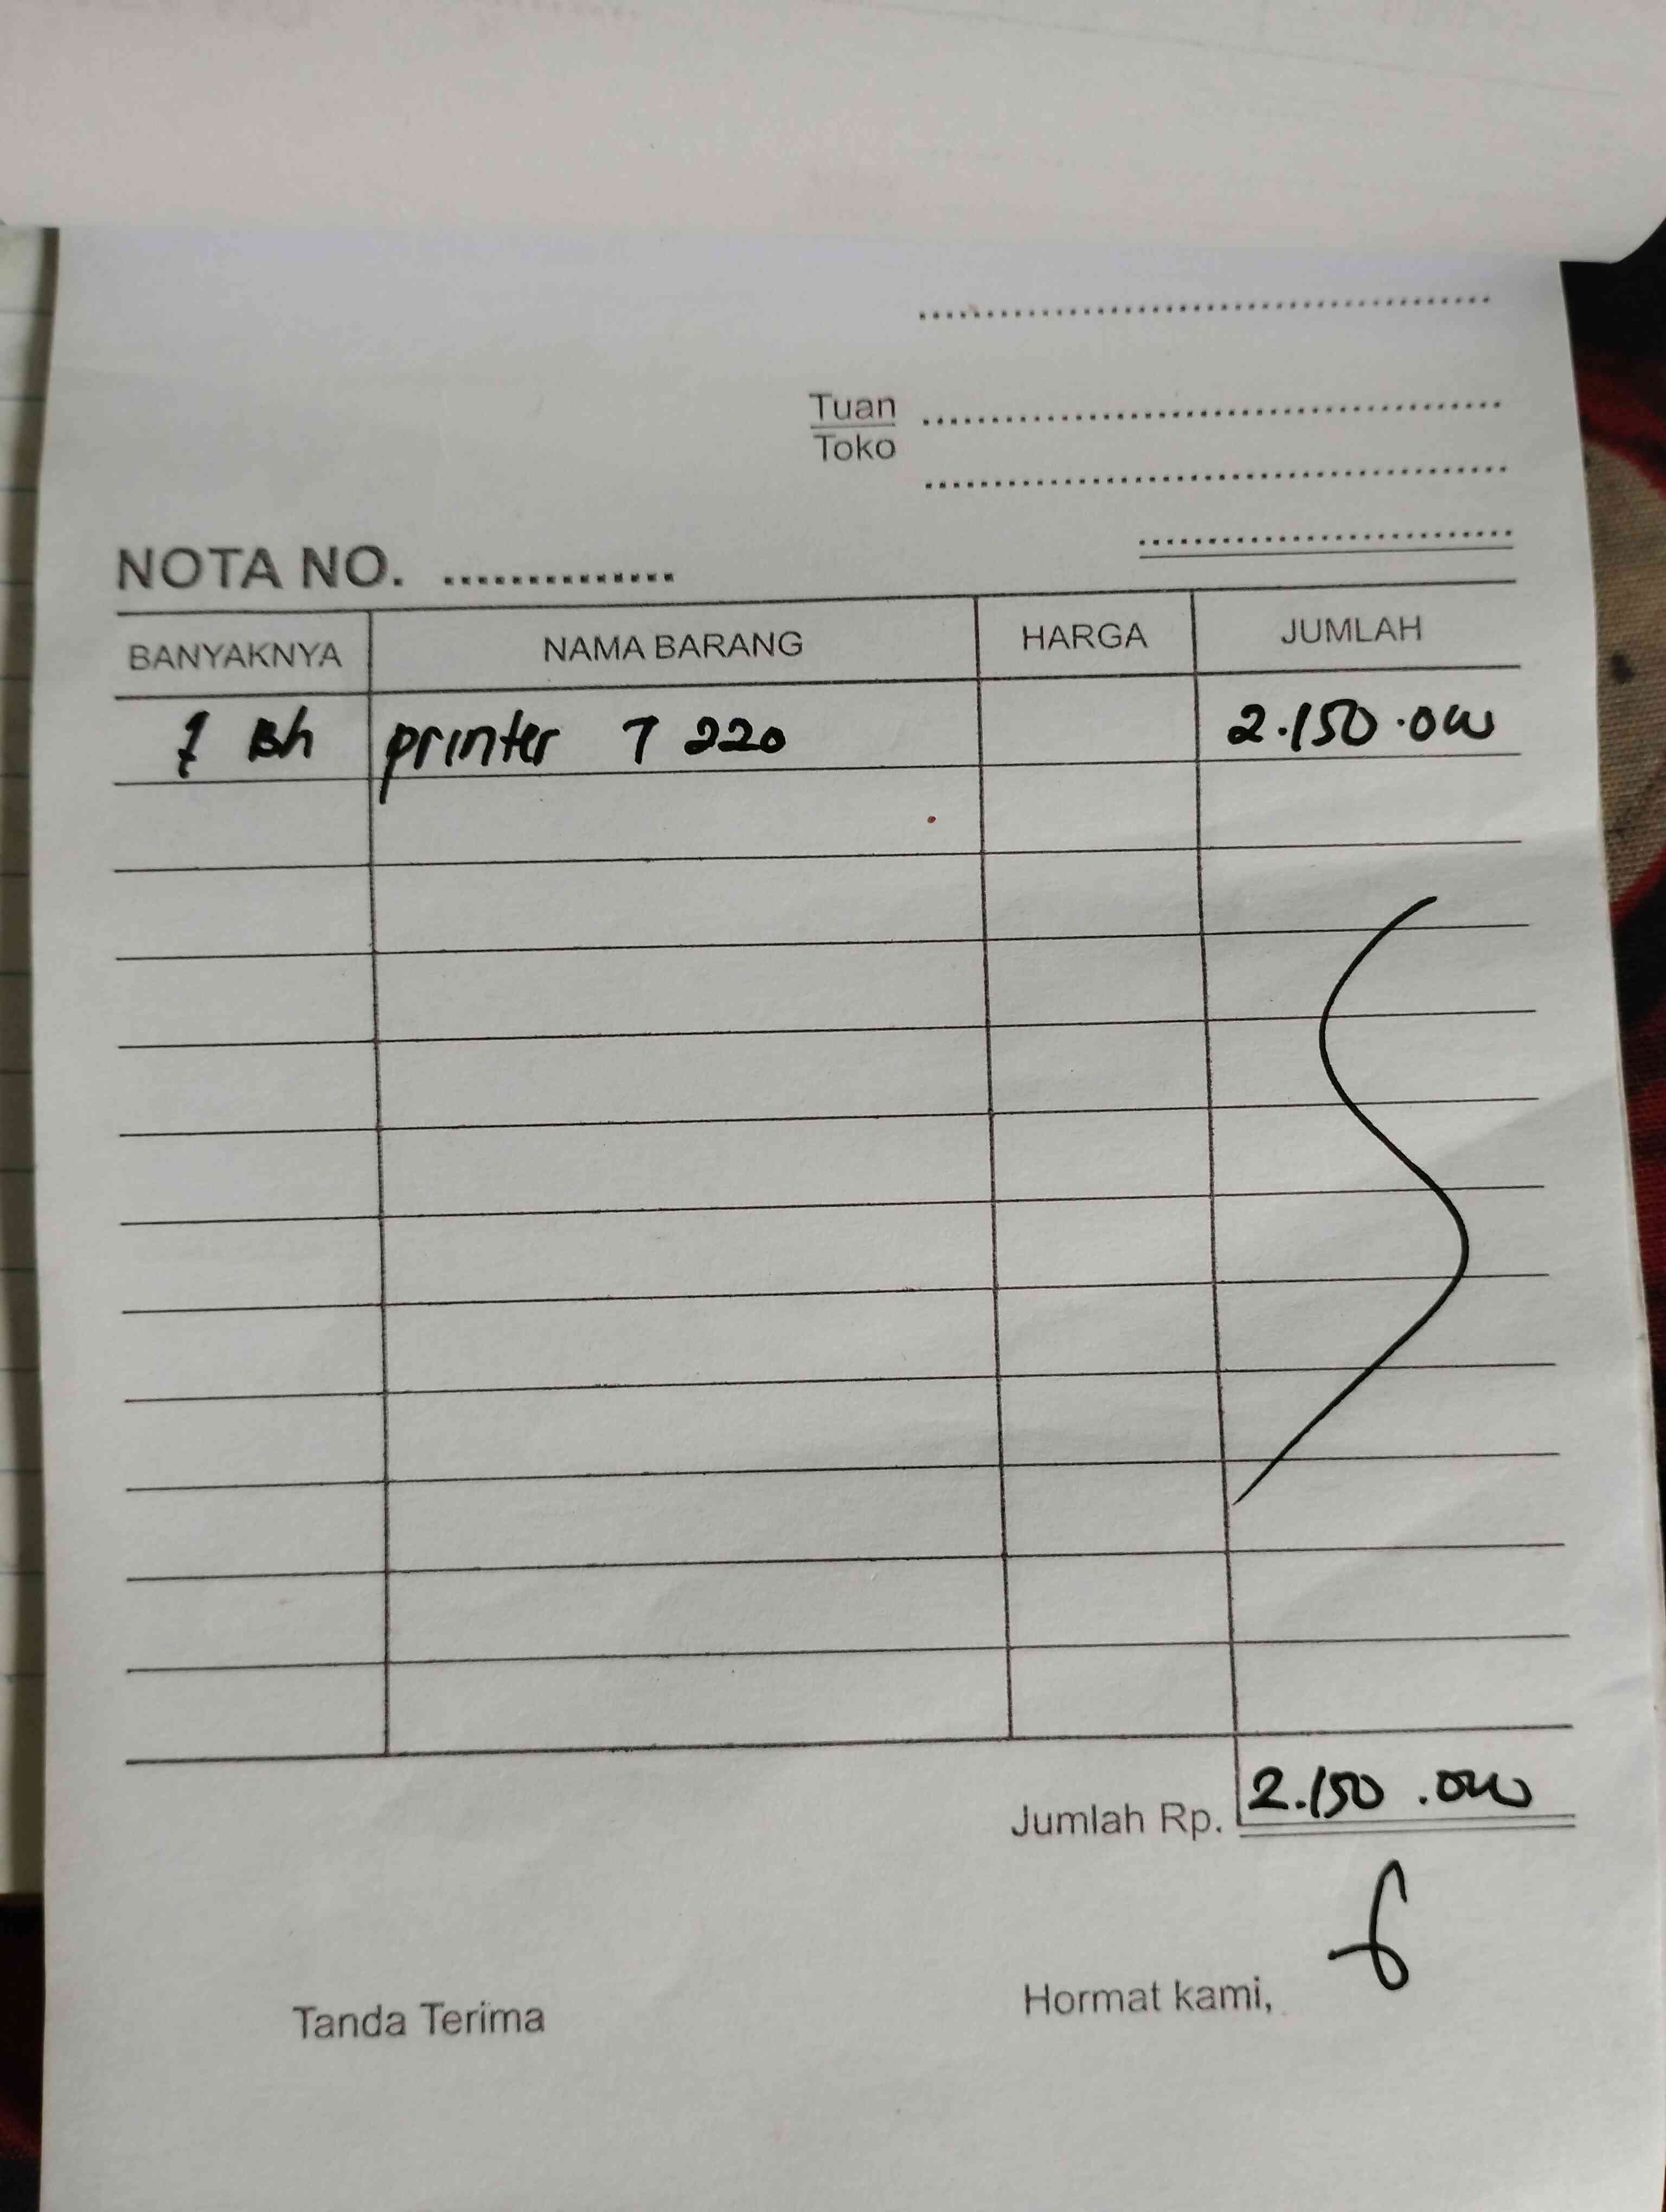 Tuan
Toko
NOTA NO. ..............
BANYAKNYA NAMA BARANG HARGA JUMLAH
1 Bh printer T 220 2.150.000
Jumlah Rp. 2.150.000
Tanda Terima Hormat kami,